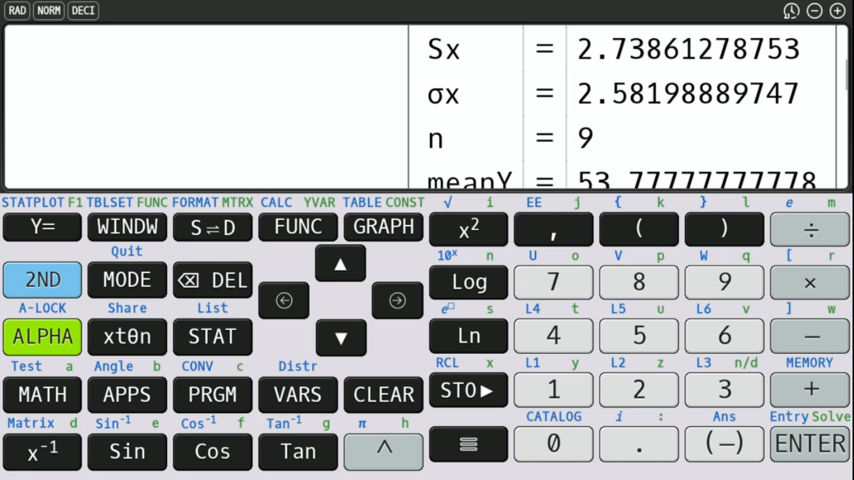 RAD NORM DECI
Sx = 2.73861278753
σx = 2.58198889747
n = 9
meanY = 53.77777777778
STATPLOT F1 TBLSET FUNC FORMAT MTRX CALC YVAR TABLE CONST √ i EE j { k } l e m
Y= WINDW S⇌D FUNC GRAPH x² , ( ) ÷
Quit 10ˣ n U o V p W q [ r
2ND MODE ⌫ DEL ▲ Log 7 8 9 ×
A-LOCK Share List e□ s L4 t L5 u L6 v ] w
ALPHA xtθn STAT ▼ Ln 4 5 6 −
Test a Angle b CONV c Distr RCL x L1 y L2 z L3 n/d MEMORY
MATH APPS PRGM VARS CLEAR STO▶ 1 2 3 +
Matrix d Sin⁻¹ e Cos⁻¹ f Tan⁻¹ g π h CATALOG i : Ans Entry Solve
x⁻¹ Sin Cos Tan ^ ≡ 0 . (−) ENTER